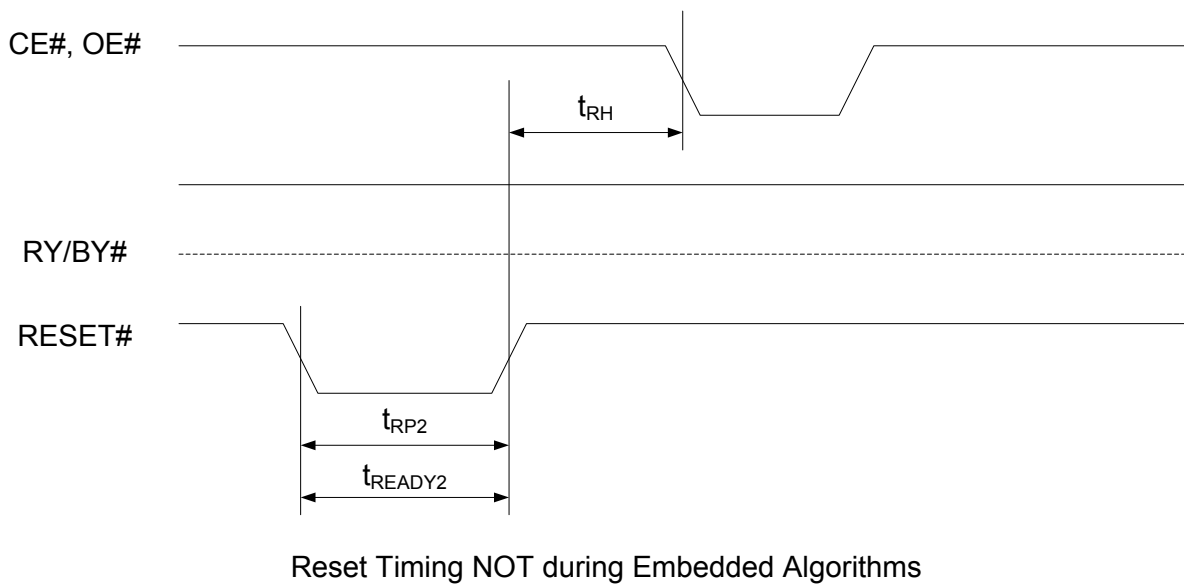 CE#, OE#
tRH
RY/BY#
RESET#
tRP2
tREADY2
Reset Timing NOT during Embedded Algorithms